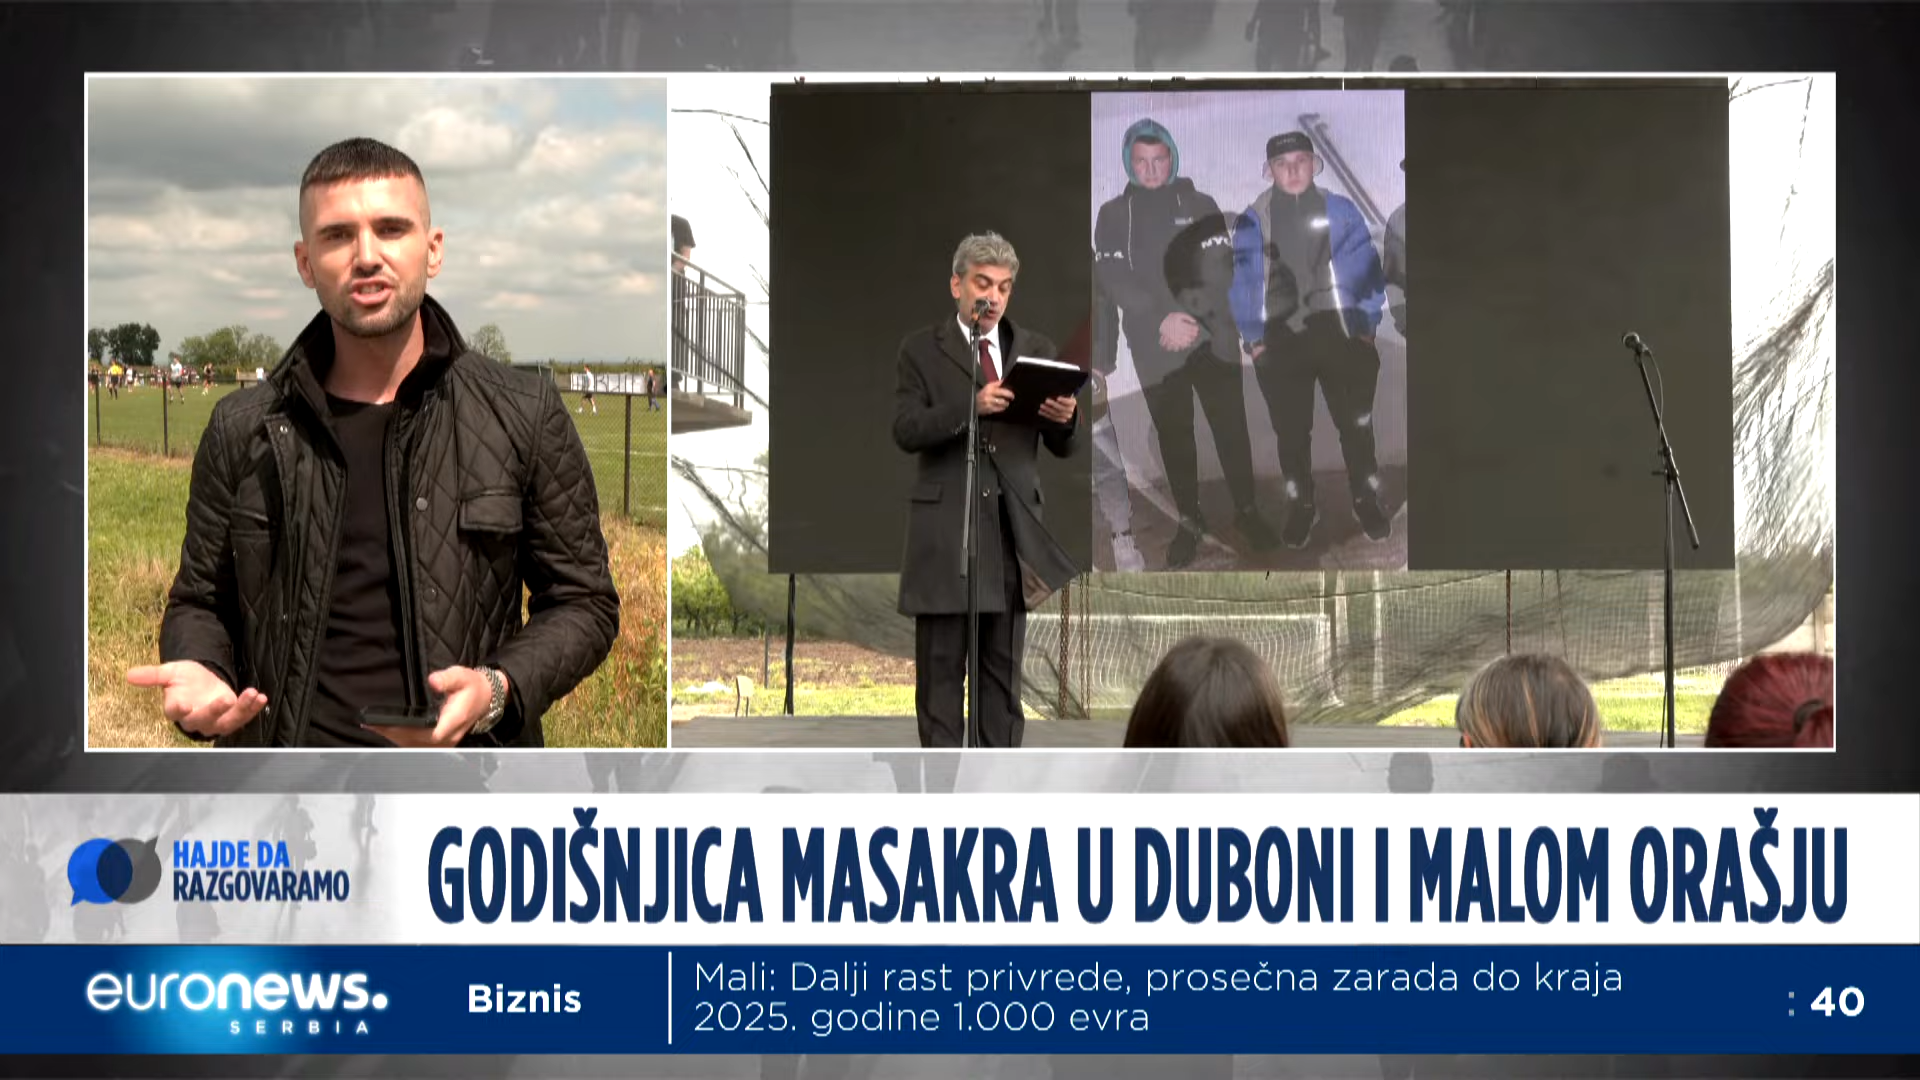 NYC
HAJDE DA
RAZGOVARAMO
GODIŠNJICA MASAKRA U DUBONI I MALOM ORAŠJU
euronews.
SERBIA
Biznis
Mali: Dalji rast privrede, prosečna zarada do kraja
2025. godine 1.000 evra
: 40